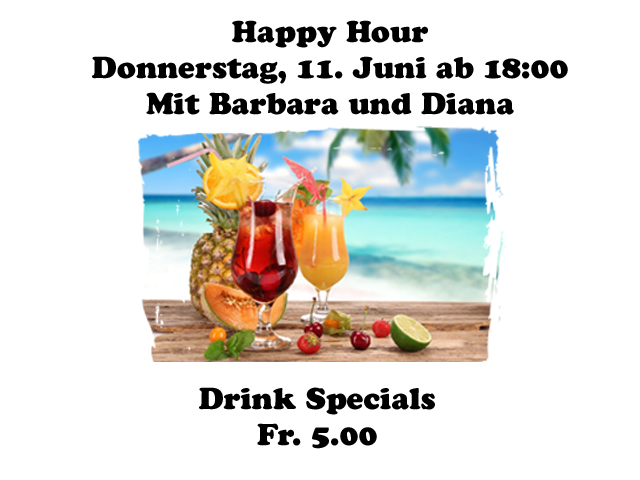 Happy Hour
Donnerstag, 11. Juni ab 18:00
Mit Barbara und Diana
Drink Specials
Fr. 5.00